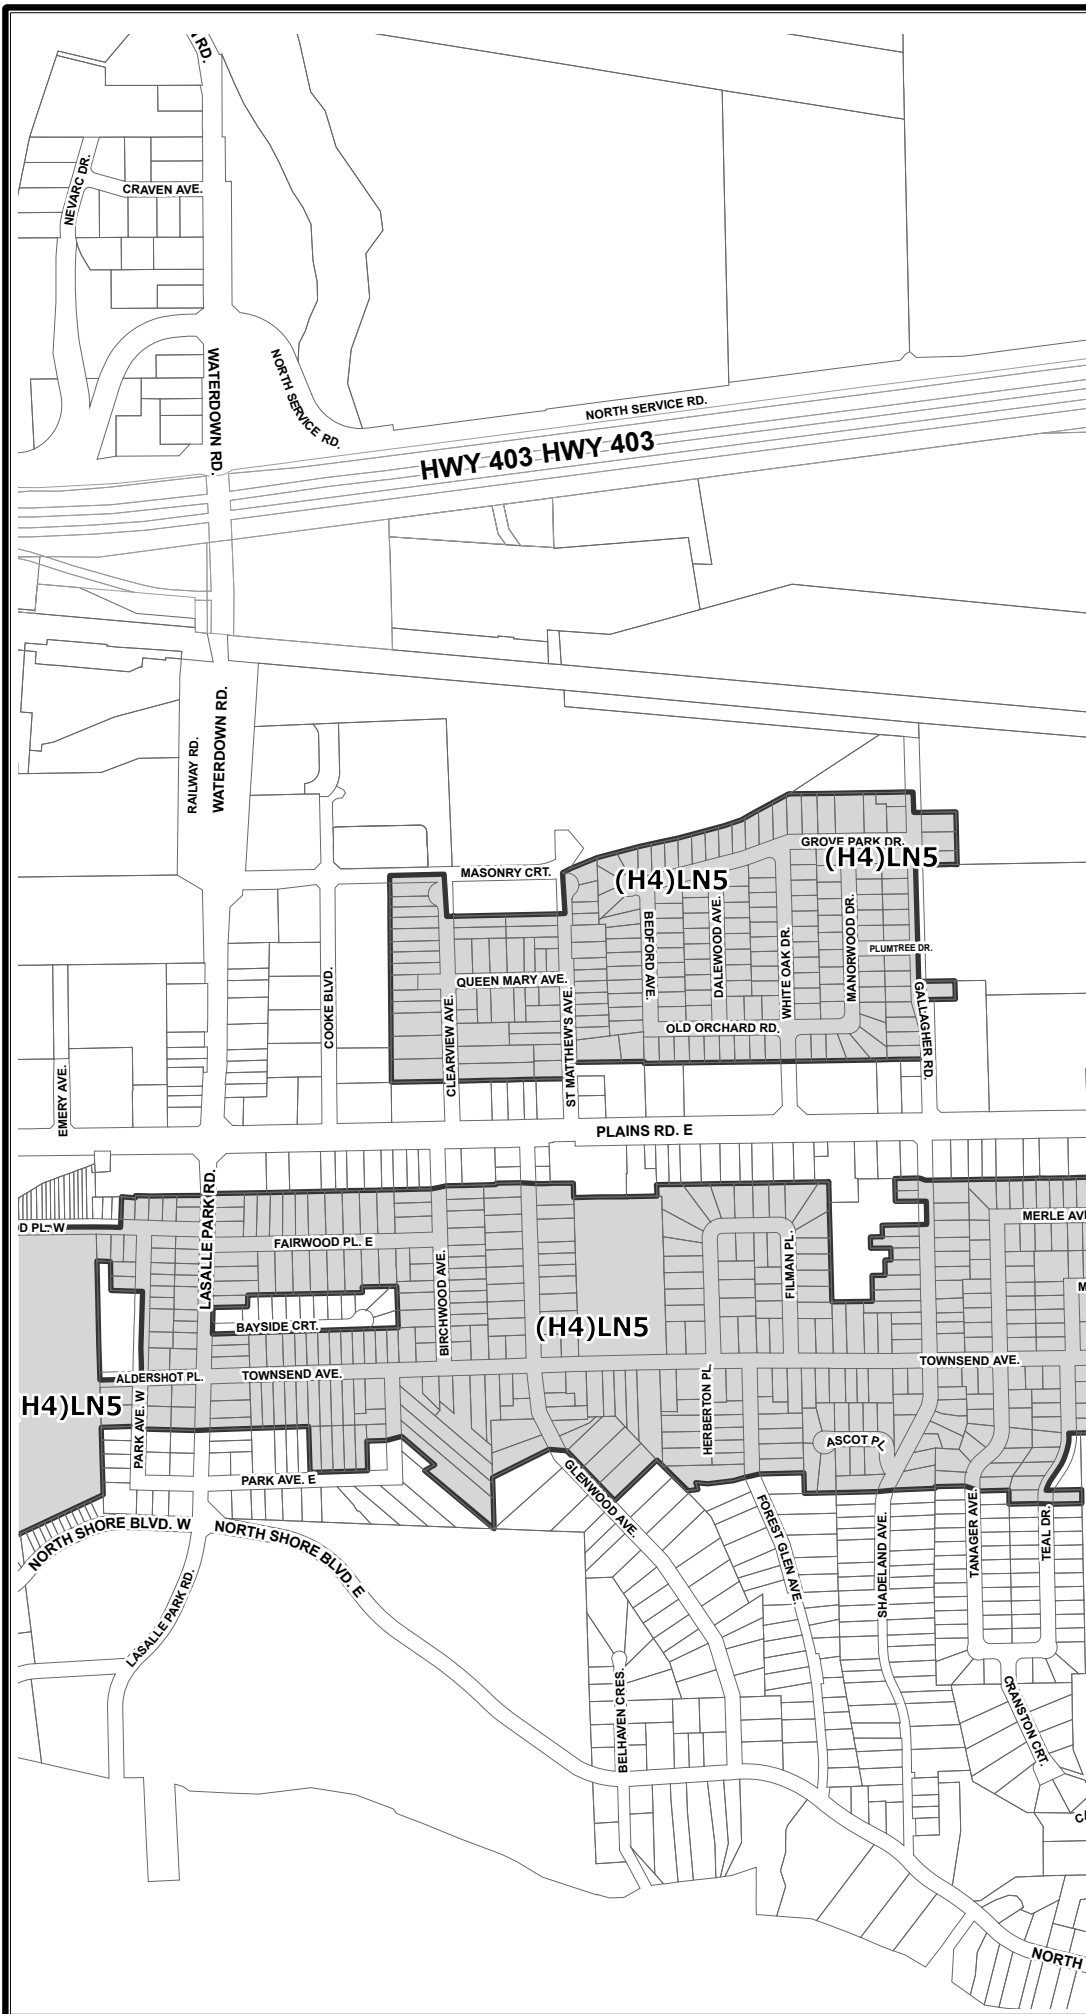 RD.
NEVARC DR.
CRAVEN AVE.
WATERDOWN RD.
NORTH SERVICE RD.
NORTH SERVICE RD.
HWY 403 HWY 403
RAILWAY RD.
WATERDOWN RD.
GROVE PARK DR.
(H4)LN5
(H4)LN5
MASONRY CRT.
BEDFORD AVE.
DALEWOOD AVE.
WHITE OAK DR.
MANORWOOD DR.
PLUMTREE DR.
QUEEN MARY AVE.
COOKE BLVD.
CLEARVIEW AVE.
ST MATTHEW'S AVE.
OLD ORCHARD RD.
GALLAGHER RD.
EMERY AVE.
PLAINS RD. E
LASALLE PARK RD.
OD PL. W
FAIRWOOD PL. E
MERLE AVE
BIRCHWOOD AVE.
FILMAN PL.
M
BAYSIDE CRT.
(H4)LN5
TOWNSEND AVE.
ALDERSHOT PL.
TOWNSEND AVE.
H4)LN5
PARK AVE. W
HERBERTON PL.
ASCOT PL
PARK AVE. E
GLENWOOD AVE.
FOREST GLEN AVE.
SHADELAND AVE.
TANAGER AVE.
TEAL DR.
NORTH SHORE BLVD. W
NORTH SHORE BLVD. E
LASALLE PARK RD.
BELHAVEN CRES.
CRANSTON CRT.
NORTH